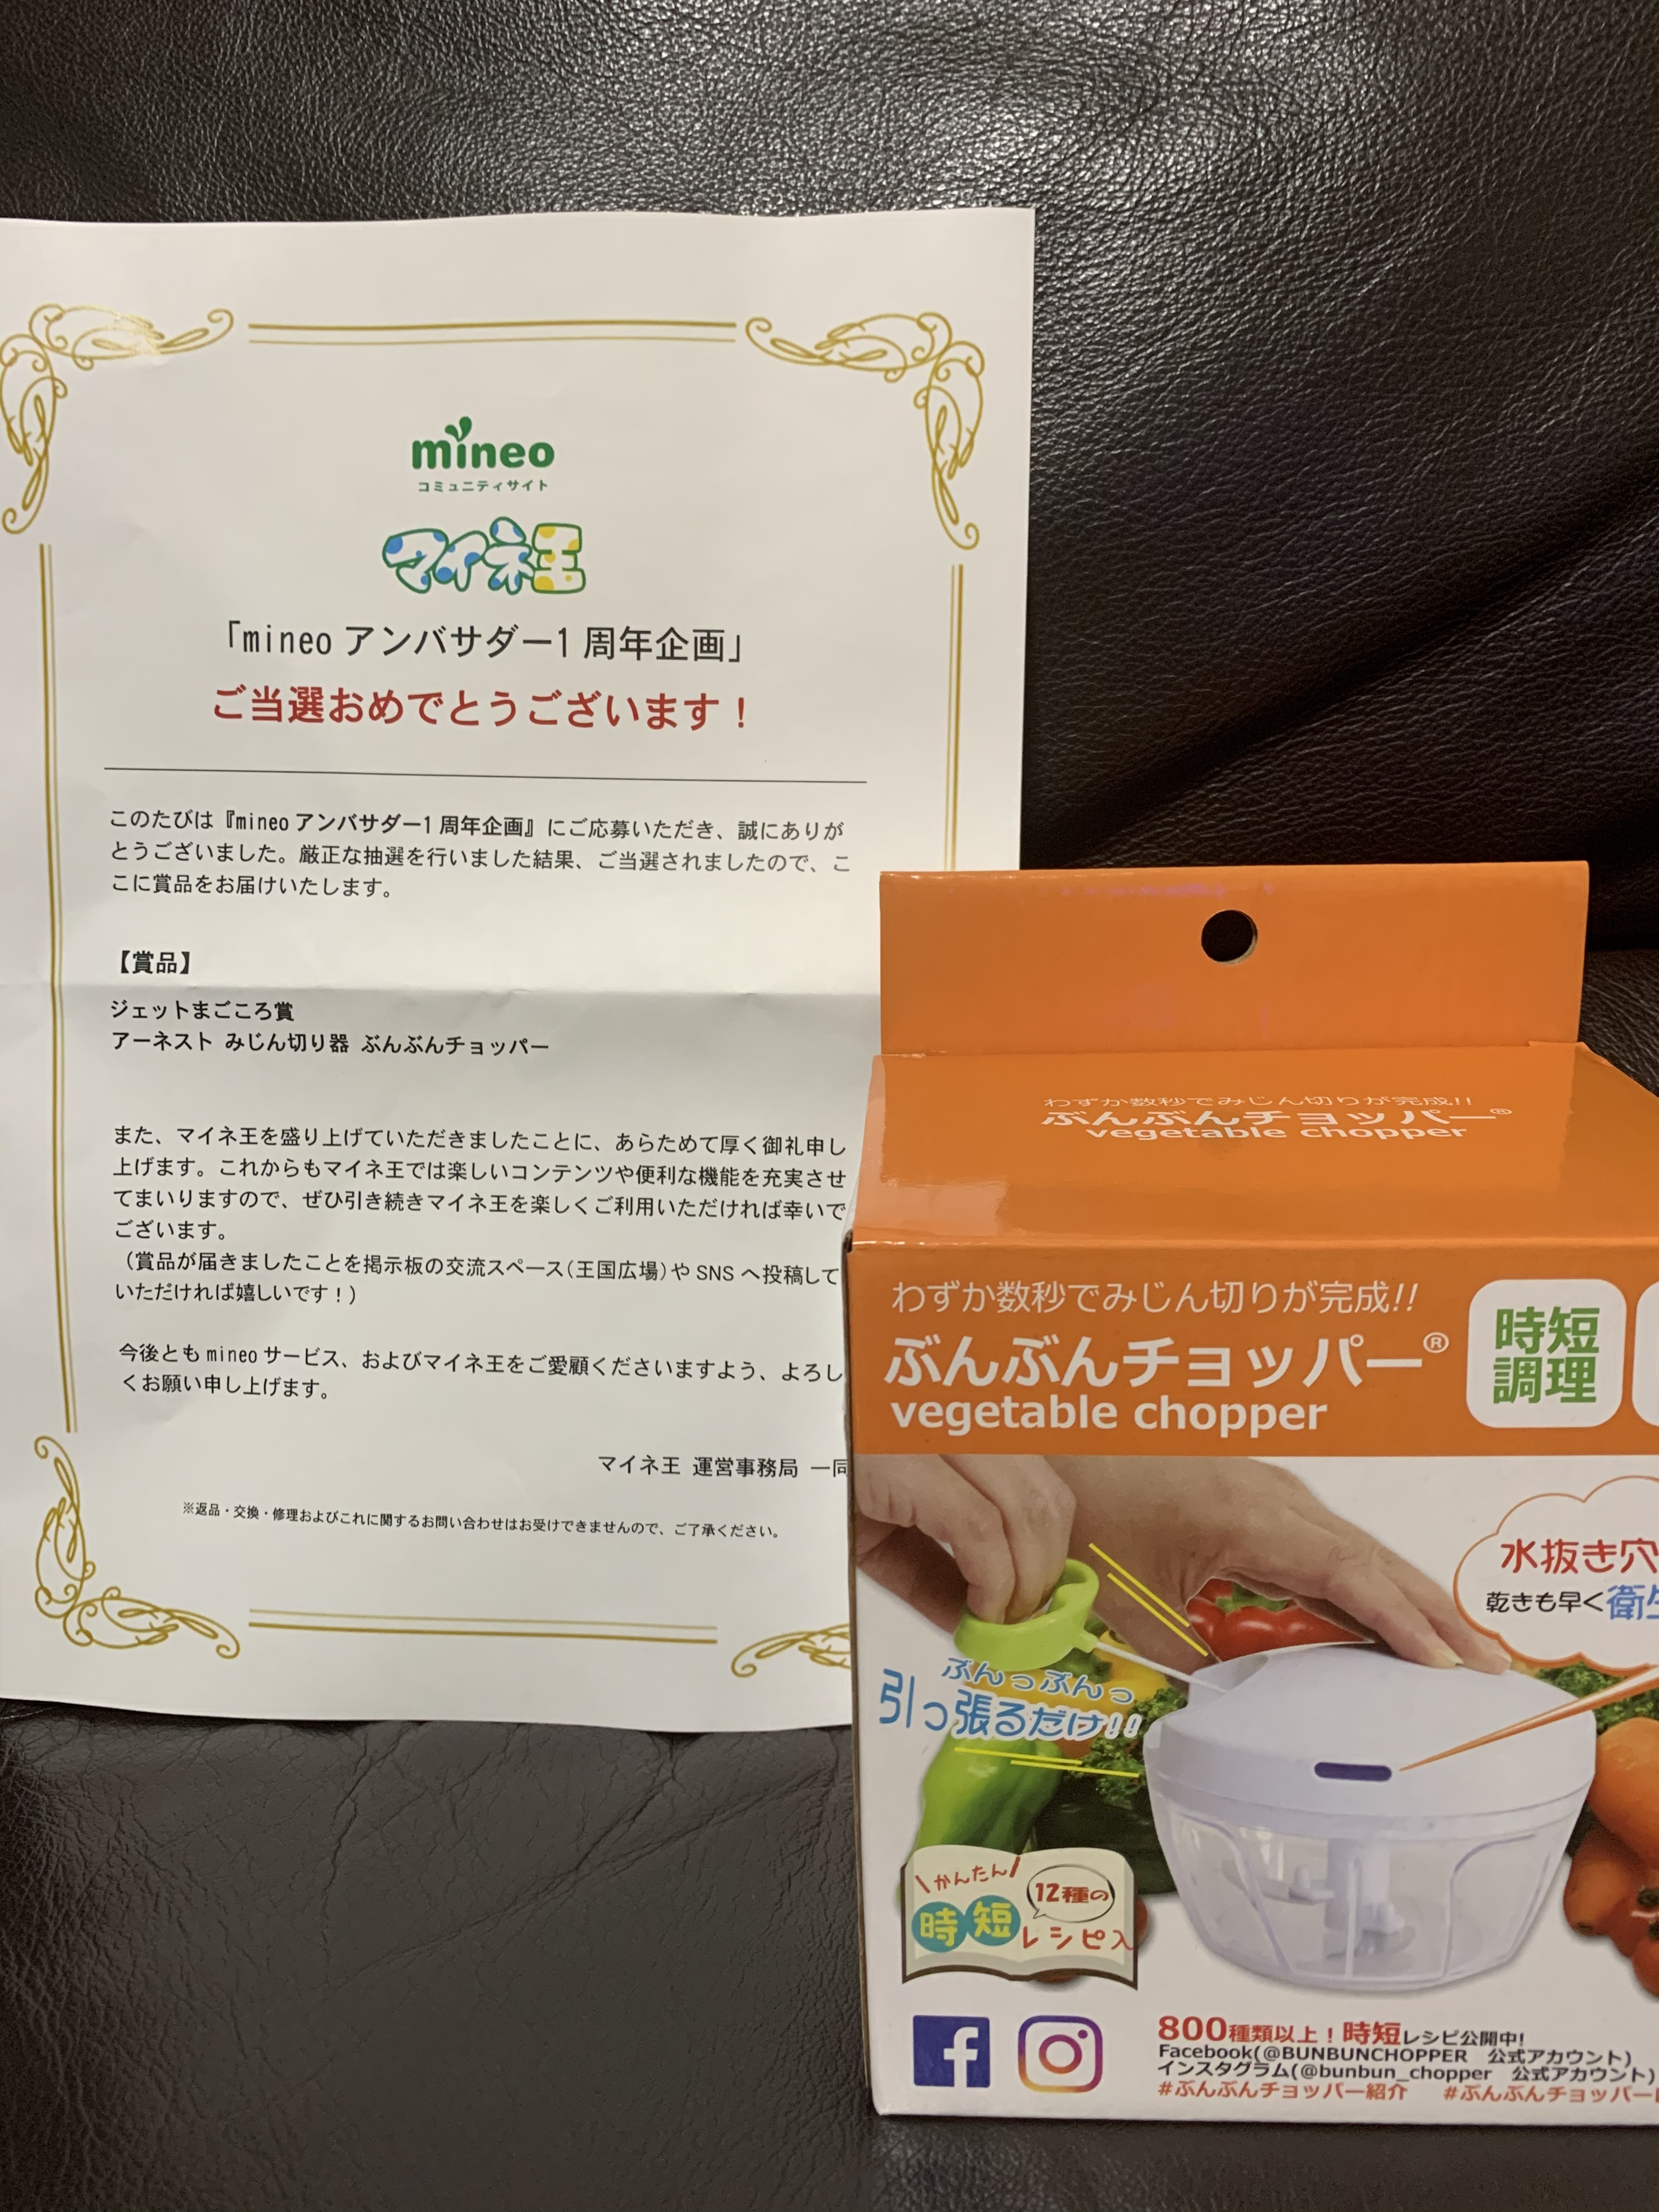 mineo
コミュニティサイト
マイネ王
「mineo アンバサダー1 周年企画」
ご当選おめでとうございます！
このたびは『mineo アンバサダー1 周年企画』にご応募いただき、誠にありが
とうございました。厳正な抽選を行いました結果、ご当選されましたので、こ
こに賞品をお届けいたします。
【賞品】
ジェットまごころ賞
アーネスト みじん切り器 ぶんぶんチョッパー
また、マイネ王を盛り上げていただきましたことに、あらためて厚く御礼申し
上げます。これからもマイネ王では楽しいコンテンツや便利な機能を充実させ
てまいりますので、ぜひ引き続きマイネ王を楽しくご利用いただければ幸いで
ございます。
（賞品が届きましたことを掲示板の交流スペース（王国広場）や SNS へ投稿して
いただければ嬉しいです！）
今後とも mineo サービス、およびマイネ王をご愛顧くださいますよう、よろし
くお願い申し上げます。
マイネ王 運営事務局 一同
※返品・交換・修理およびこれに関するお問い合わせはお受けできませんので、ご了承ください。
わずか数秒でみじん切りが完成!!
ぶんぶんチョッパー®
vegetable chopper
わずか数秒でみじん切りが完成!!
ぶんぶんチョッパー®
vegetable chopper
時短
調理
水抜き穴
乾きも早く衛生
ぶんっぶんっ
引っ張るだけ!!
かんたん
時短
12種の
レシピ入
800種類以上！時短レシピ公開中!
Facebook(@BUNBUNCHOPPER 公式アカウント)
インスタグラム(@bunbun_chopper 公式アカウント)
#ぶんぶんチョッパー紹介 #ぶんぶんチョッパー